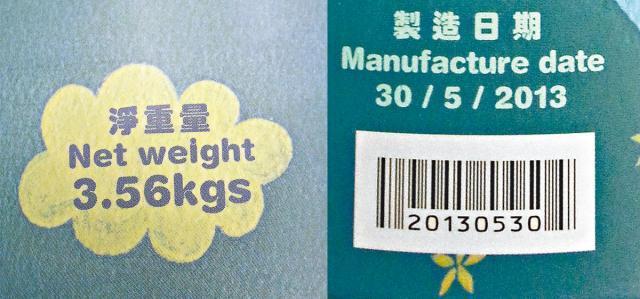 淨重量
Net weight
3.56kgs
製造日期
Manufacture date
30 / 5 / 2013
20130530